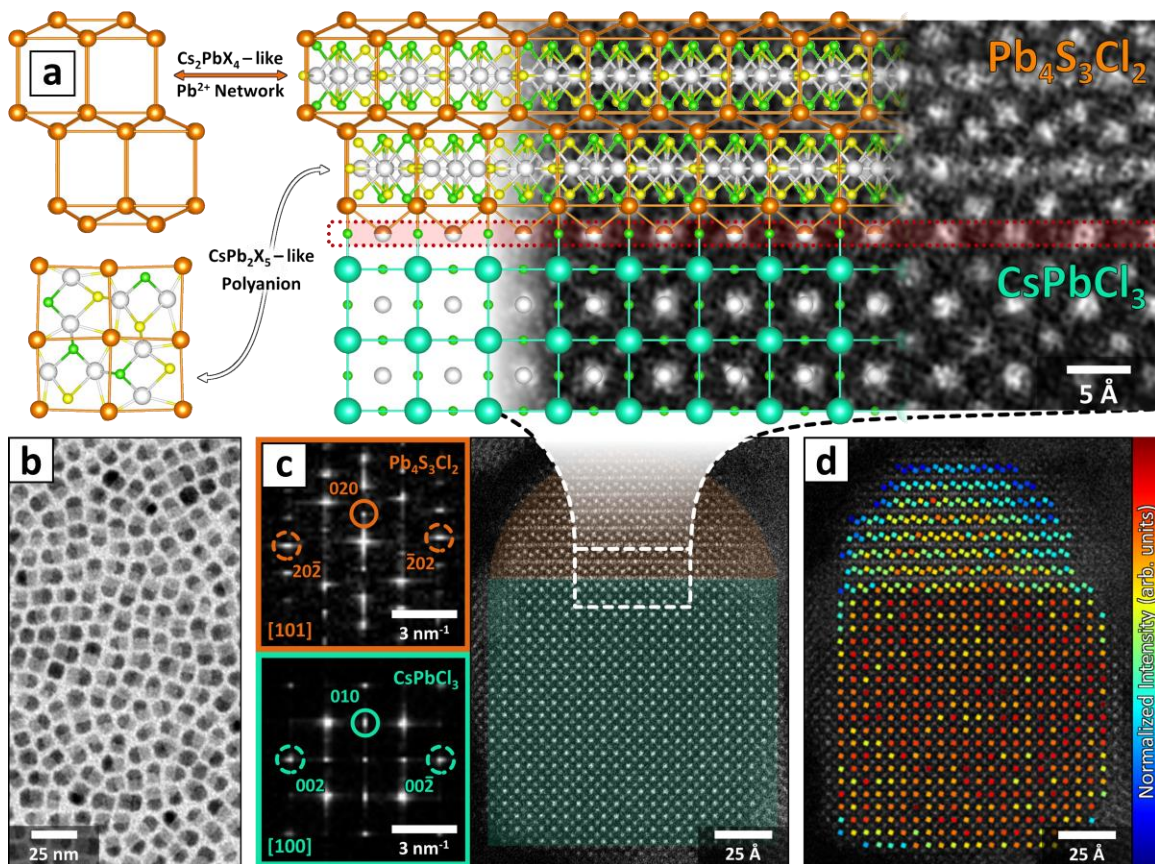 a
Cs₂PbX₄–like
Pb²⁺ Network
Pb₄S₃Cl₂
CsPb₂X₅–like
Polyanion
CsPbCl₃
5 Å
b
25 nm
c
Pb₄S₃Cl₂
020
202̅
2̅02
[101]
3 nm⁻¹
CsPbCl₃
010
002
002̅
[100]
3 nm⁻¹
25 Å
d
25 Å
Normalized Intensity (arb. units)